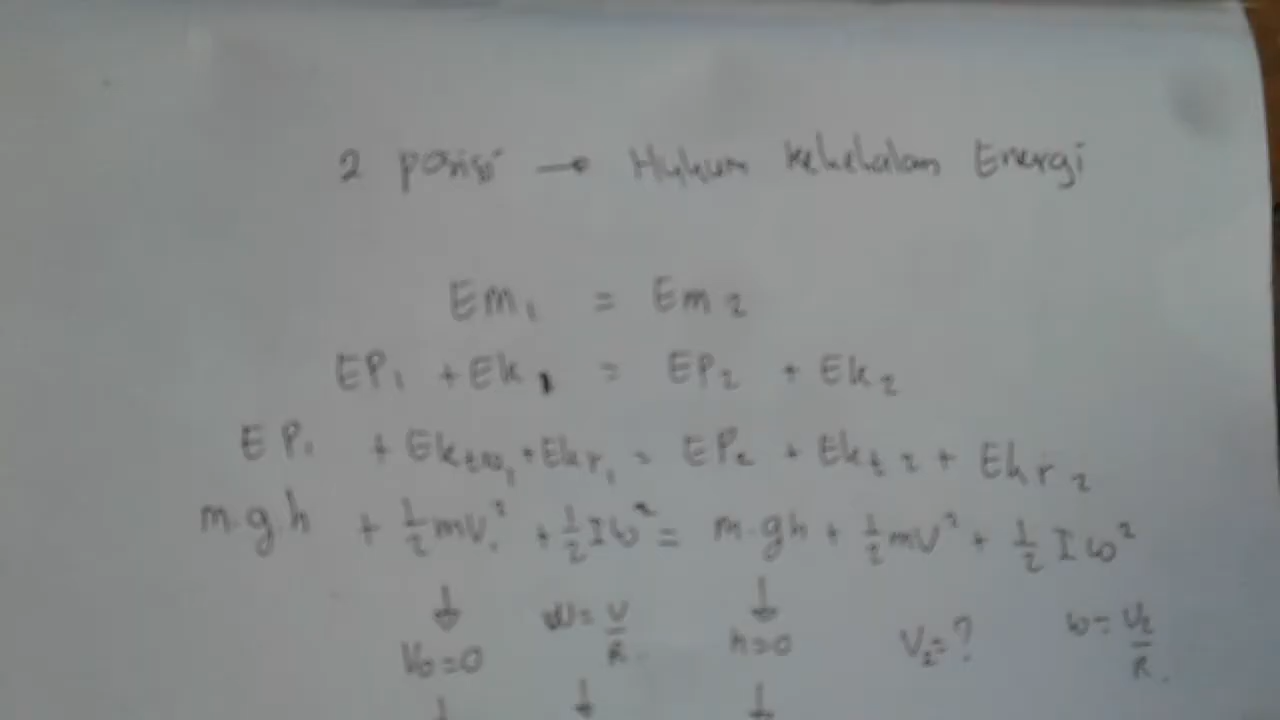 2 posisi → Hukum kekekalan Energi
Em₁ = Em₂
EP₁ + Ek₁ = EP₂ + Ek₂
EP₁ + Ek + Ekr₁ = EP₂ + Ekt₂ + Ekr₂
m.g.h + ½mv₁² + ½Iω² = m.gh + ½mv² + ½Iω²
↓ ω = V/R ↓ V₂ = ? ω = V₂/R.
V₀ = 0 h = 0
↓ ↓ ↓